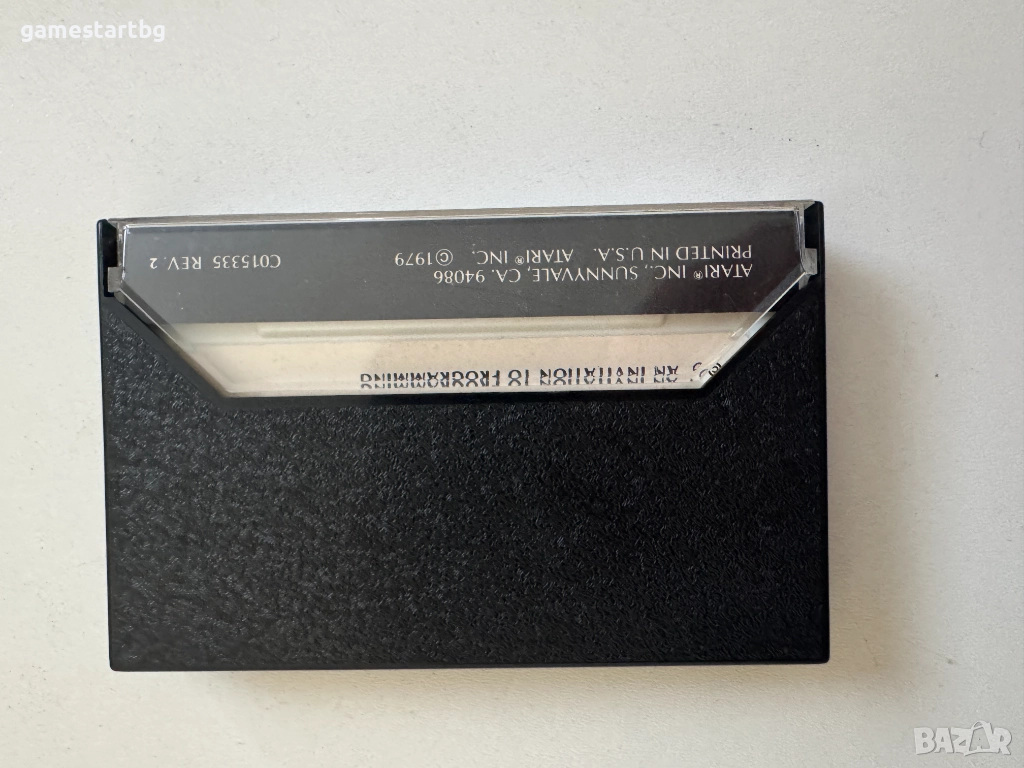 gamestartbg
ATARI® INC., SUNNYVALE, CA. 94086
PRINTED IN U.S.A. ATARI® INC. ©1979
C015335 REV. 2
AN INVITATION TO PROGRAMMING
BAZAR